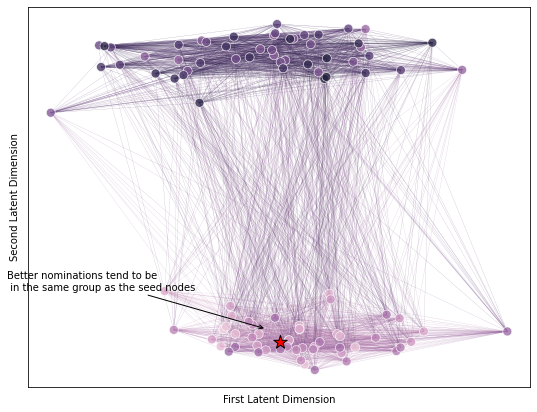 Second Latent Dimension
Better nominations tend to be
in the same group as the seed nodes
First Latent Dimension